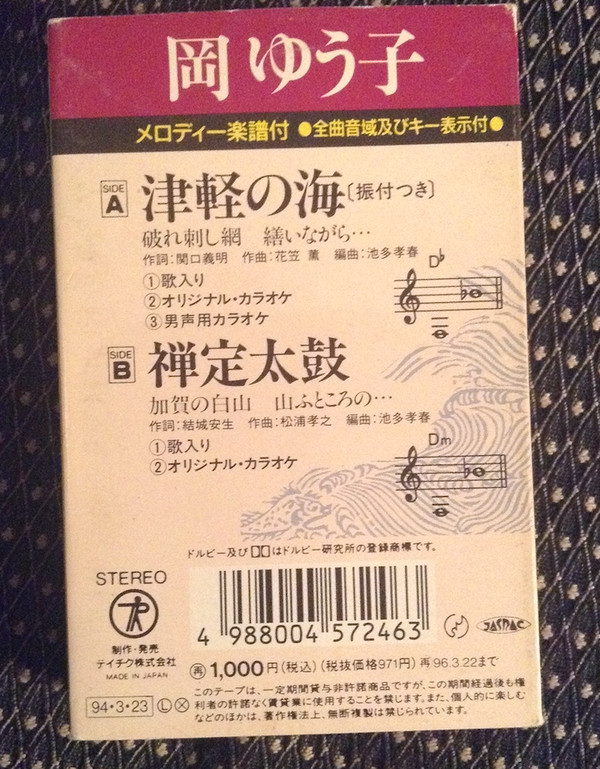 岡ゆう子
メロディー楽譜付 ●全曲音域及びキー表示付●
SIDE A 津軽の海〔振付つき〕
破れ刺し網 繕いながら…
作詞:関口義明 作曲:花笠 薫 編曲:池多孝春
①歌入り
②オリジナル・カラオケ
③男声用カラオケ
D♭
SIDE B 禅定太鼓
加賀の白山 山ふところの…
作詞:結城安生 作曲:松浦孝之 編曲:池多孝春
①歌入り
②オリジナル・カラオケ
Dm
ドルビー及び はドルビー研究所の登録商標です。
STEREO
制作・発売
テイチク株式会社
MADE IN JAPAN
4 988004 572463
JASRAC
再 1,000円(税込)(税抜価格971円)再96.3.22まで
94・3・23 Ⓛ ⓧ
このテープは、一定期間貸与非許諾商品ですが、この期間経過後も権
利者の許諾なく賃貸業に使用することを禁じます。また、個人的に楽しむ
などのほかは、著作権法上、無断複製は禁じられています。